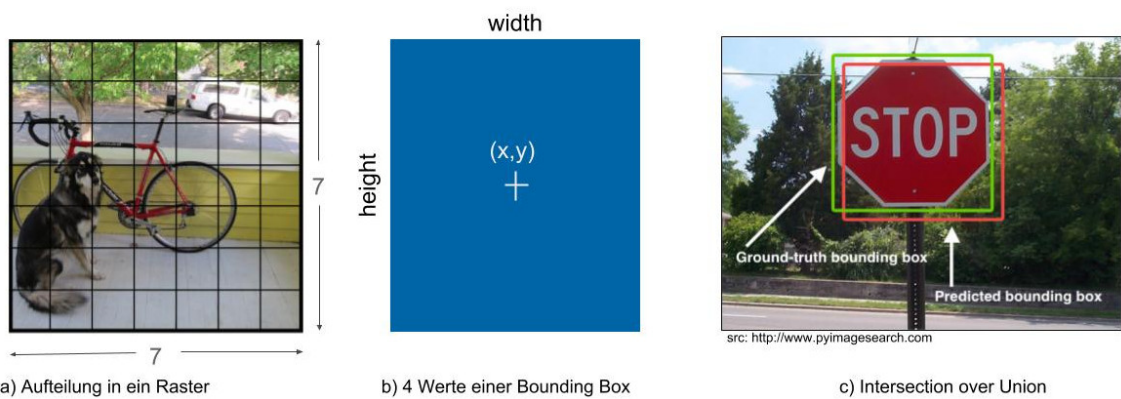 width
7
7
height
(x,y)
STOP
Ground-truth bounding box
Predicted bounding box
src: http://www.pyimagesearch.com
a) Aufteilung in ein Raster
b) 4 Werte einer Bounding Box
c) Intersection over Union